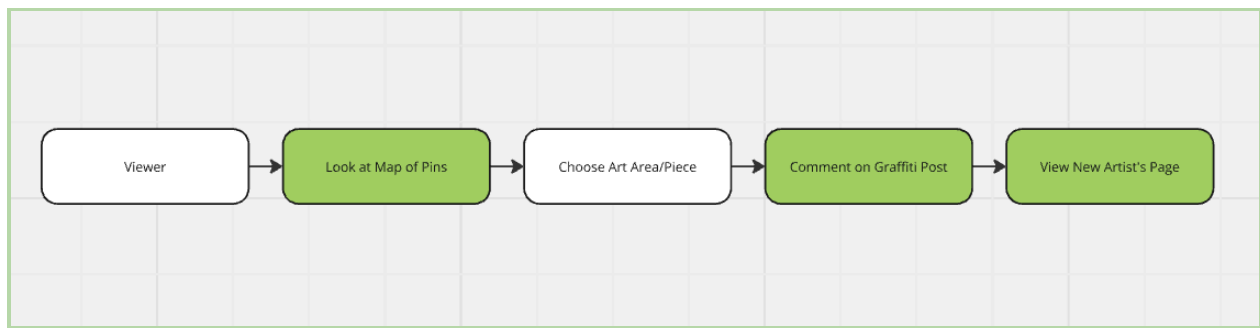 Viewer
Look at Map of Pins
Choose Art Area/Piece
Comment on Graffiti Post
View New Artist's Page